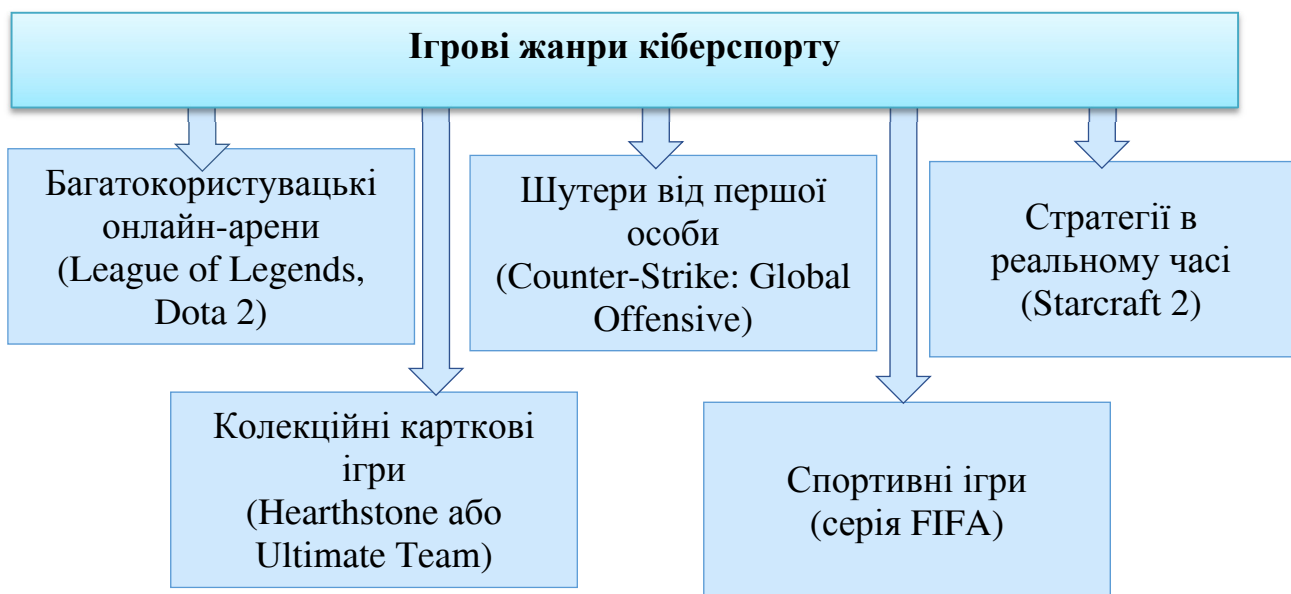 Ігрові жанри кіберспорту
Багатокористувацькі
онлайн-арени
(League of Legends,
Dota 2)
Шутери від першої
особи
(Counter-Strike: Global
Offensive)
Стратегії в
реальному часі
(Starcraft 2)
Колекційні карткові
ігри
(Hearthstone або
Ultimate Team)
Спортивні ігри
(серія FIFA)